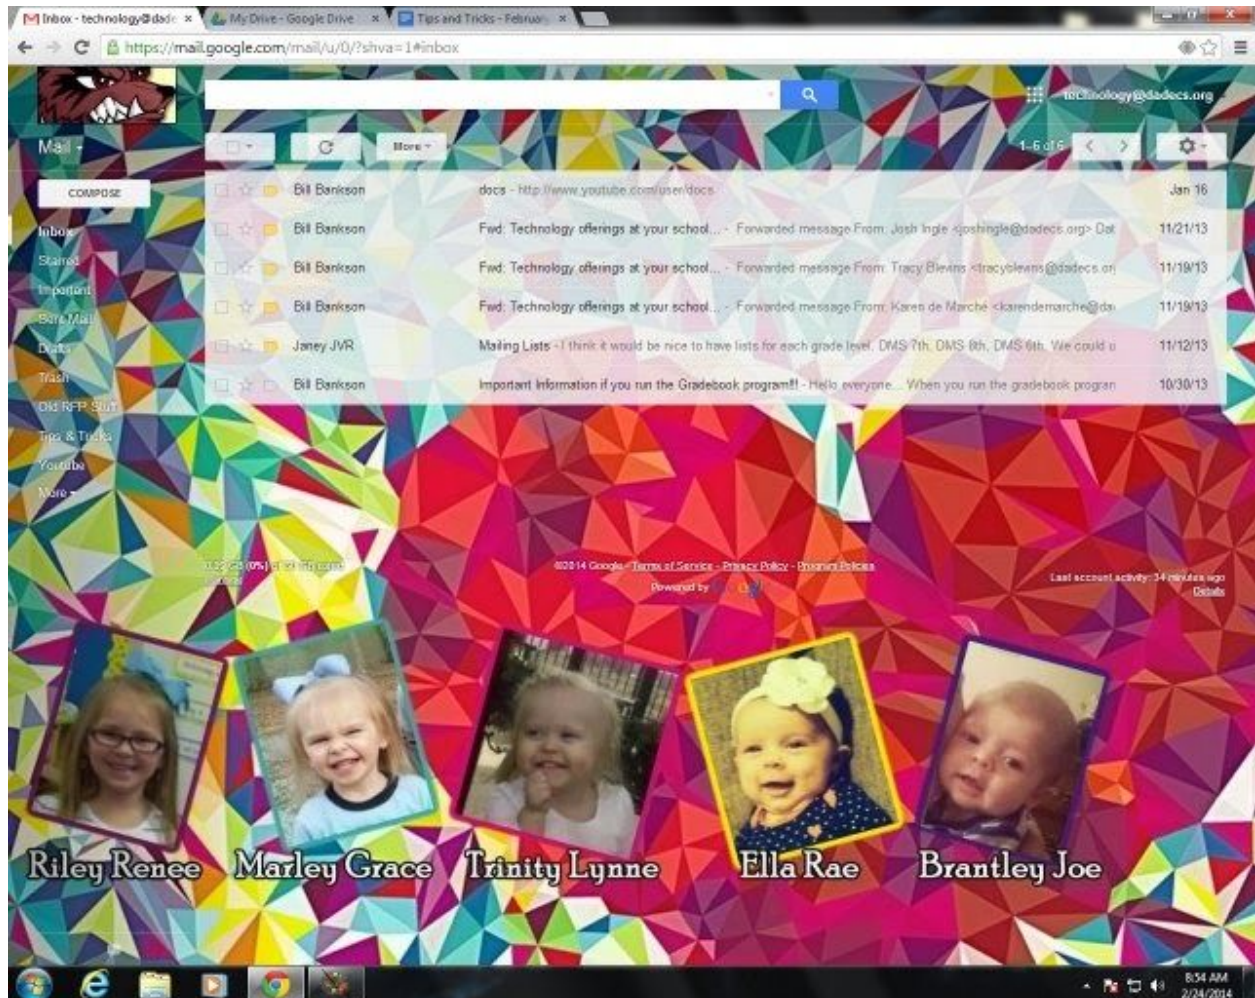 Inbox - technology@dade × My Drive - Google Drive × Tips and Tricks - February ×
https://mail.google.com/mail/u/0/?shva=1#inbox
technology@dadecs.org
Mail More 1-6 of 6
COMPOSE
Bill Bankson docs - http://www.youtube.com/user/docs Jan 16
Inbox Bill Bankson Fwd: Technology offerings at your school... - Forwarded message From: Josh Ingle <joshingle@dadecs.org> Dat 11/21/13
Starred Bill Bankson Fwd: Technology offerings at your school... - Forwarded message From: Tracy Blevins <tracyblevins@dadecs.or 11/19/13
Important
Sent Mail Bill Bankson Fwd: Technology offerings at your school... - Forwarded message From: Karen de Marché <karendemarche@da 11/19/13
Drafts Janey JVR Mailing Lists - I think it would be nice to have lists for each grade level. DMS 7th, DMS 8th, DMS 6th. We could 11/12/13
Trash Bill Bankson Important Information if you run the Gradebook program!!! - Hello everyone... When you run the gradebook program 10/30/13
Old RFP Stuff
Tips & Tricks
Youtube
More
©2014 Google - Terms of Service - Privacy Policy - Program Policies
Powered by
Last account activity: 34 minutes ago
Details
Riley Renee Marley Grace Trinity Lynne Ella Rae Brantley Joe
8:54 AM
2/24/2014